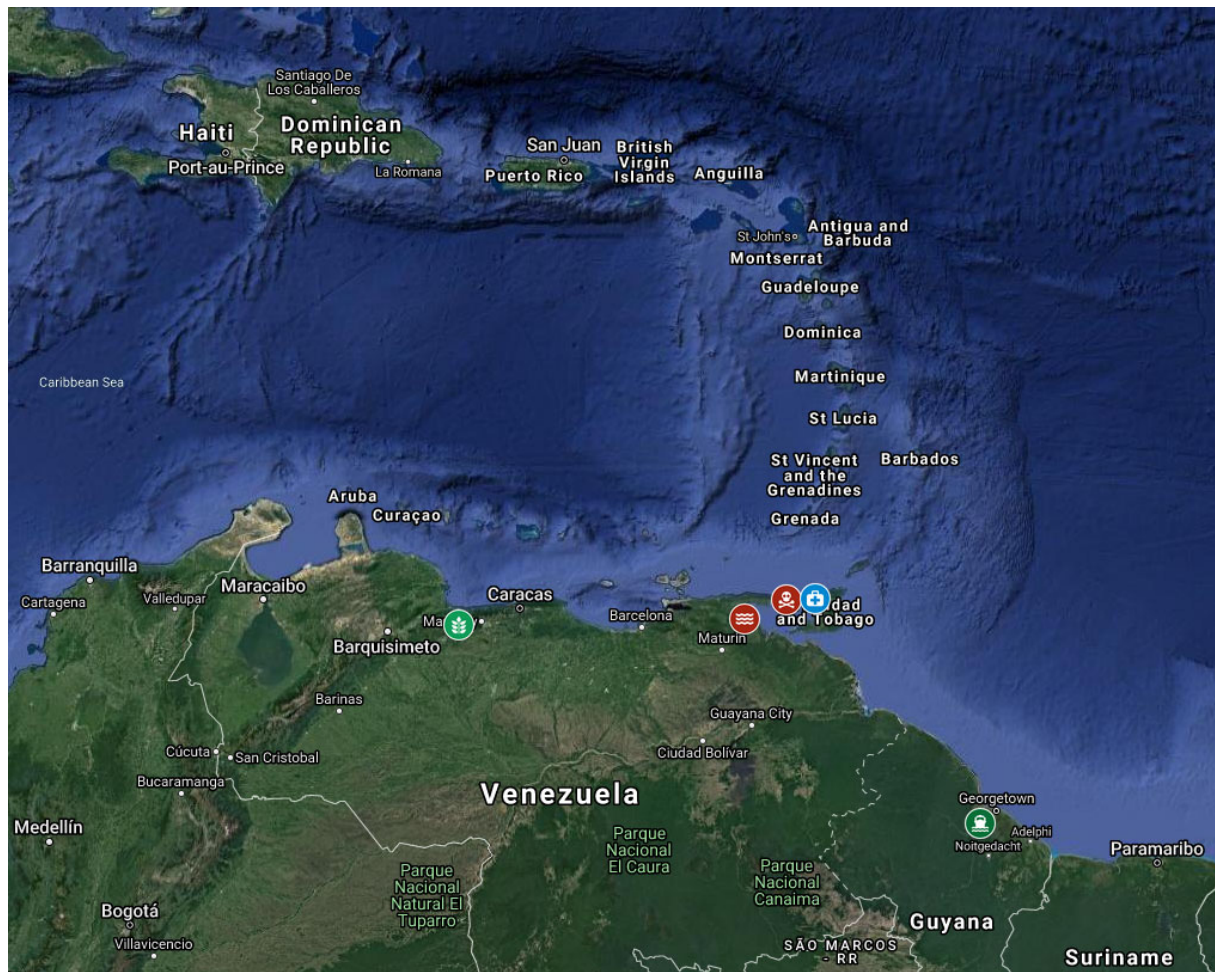 Santiago De
Los Caballeros
Haiti
Dominican
Republic
Port-au-Prince
La Romana
San Juan
Puerto Rico
British
Virgin
Islands
Anguilla
St John's
Antigua and
Barbuda
Montserrat
Guadeloupe
Dominica
Caribbean Sea
Martinique
St Lucia
St Vincent
and the
Grenadines
Barbados
Aruba
Curaçao
Grenada
Barranquilla
Cartagena
Valledupar
Maracaibo
Caracas
Barcelona
and Tobago
Barquisimeto
Maturín
Barinas
Guayana City
Cúcuta
San Cristobal
Ciudad Bolívar
Bucaramanga
Venezuela
Georgetown
Medellín
Parque
Nacional
El Caura
Adelphi
Noitgedacht
Paramaribo
Parque
Nacional
Natural El
Tuparro
Parque
Nacional
Canaima
Bogotá
Villavicencio
Guyana
SÃO MARCOS
- RR
Suriname